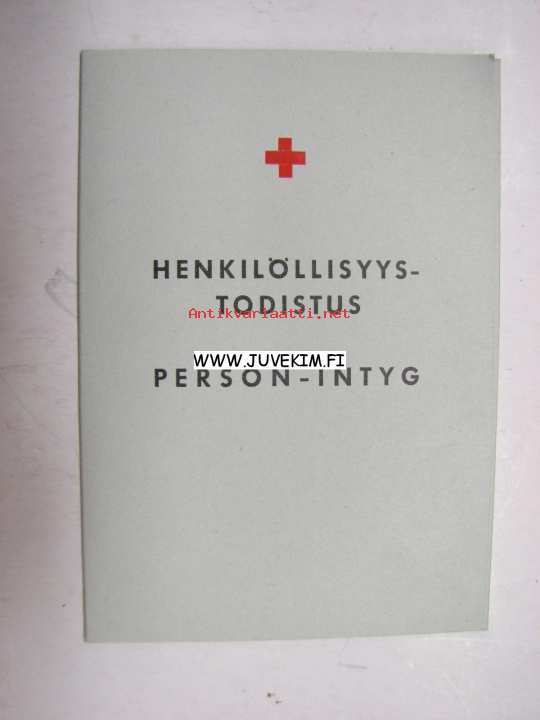 HENKILÖLLISYYS-
TODISTUS
Antikvariaatti.net
WWW.JUVEKIM.FI
PERSON-INTYG